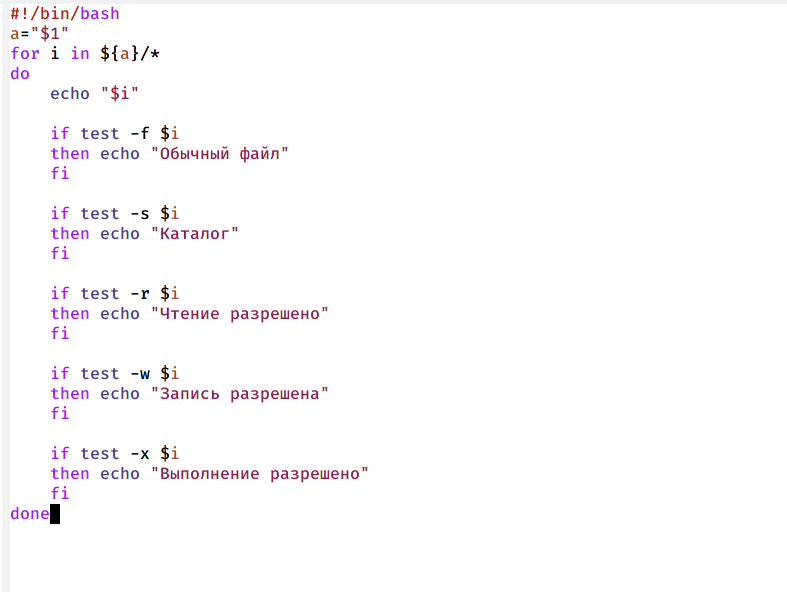 #!/bin/bash
a="$1"
for i in ${a}/*
do
    echo "$i"

    if test -f $i
    then echo "Обычный файл"
    fi

    if test -s $i
    then echo "Каталог"
    fi

    if test -r $i
    then echo "Чтение разрешено"
    fi

    if test -w $i
    then echo "Запись разрешена"
    fi

    if test -x $i
    then echo "Выполнение разрешено"
    fi
done